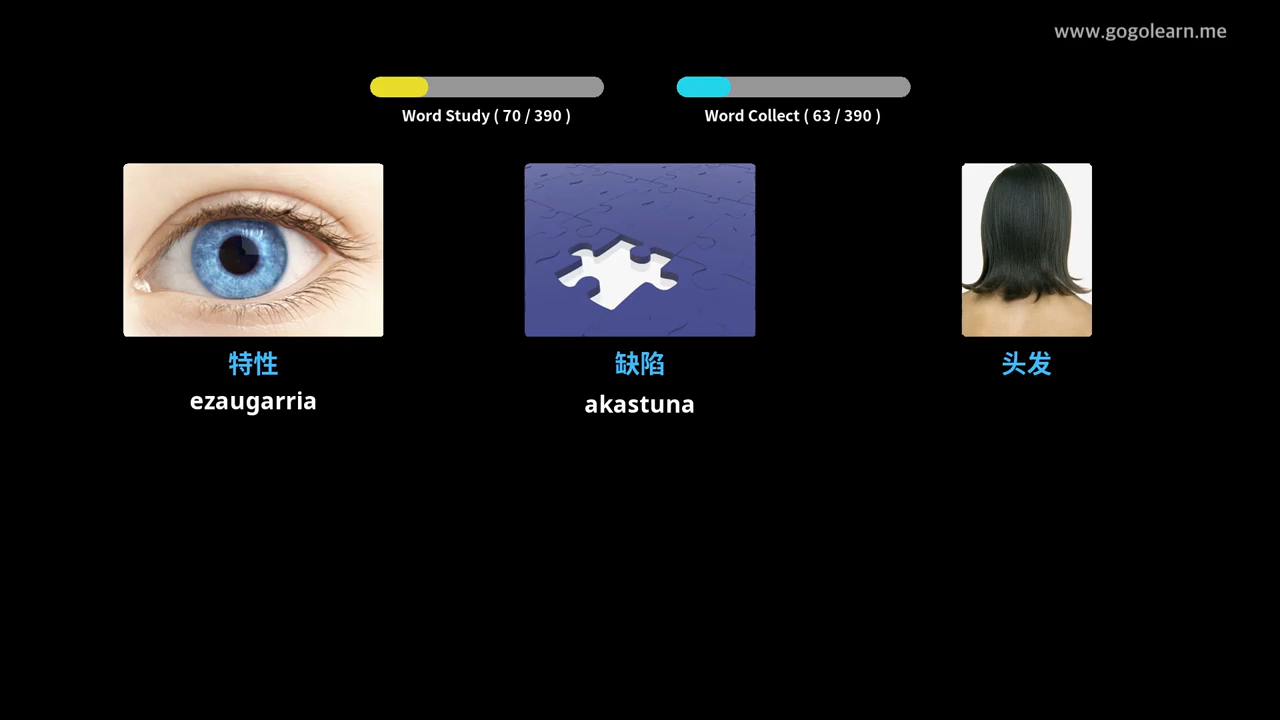 www.gogolearn.me
Word Study ( 70 / 390 )
Word Collect ( 63 / 390 )
特性
缺陷
头发
ezaugarria
akastuna